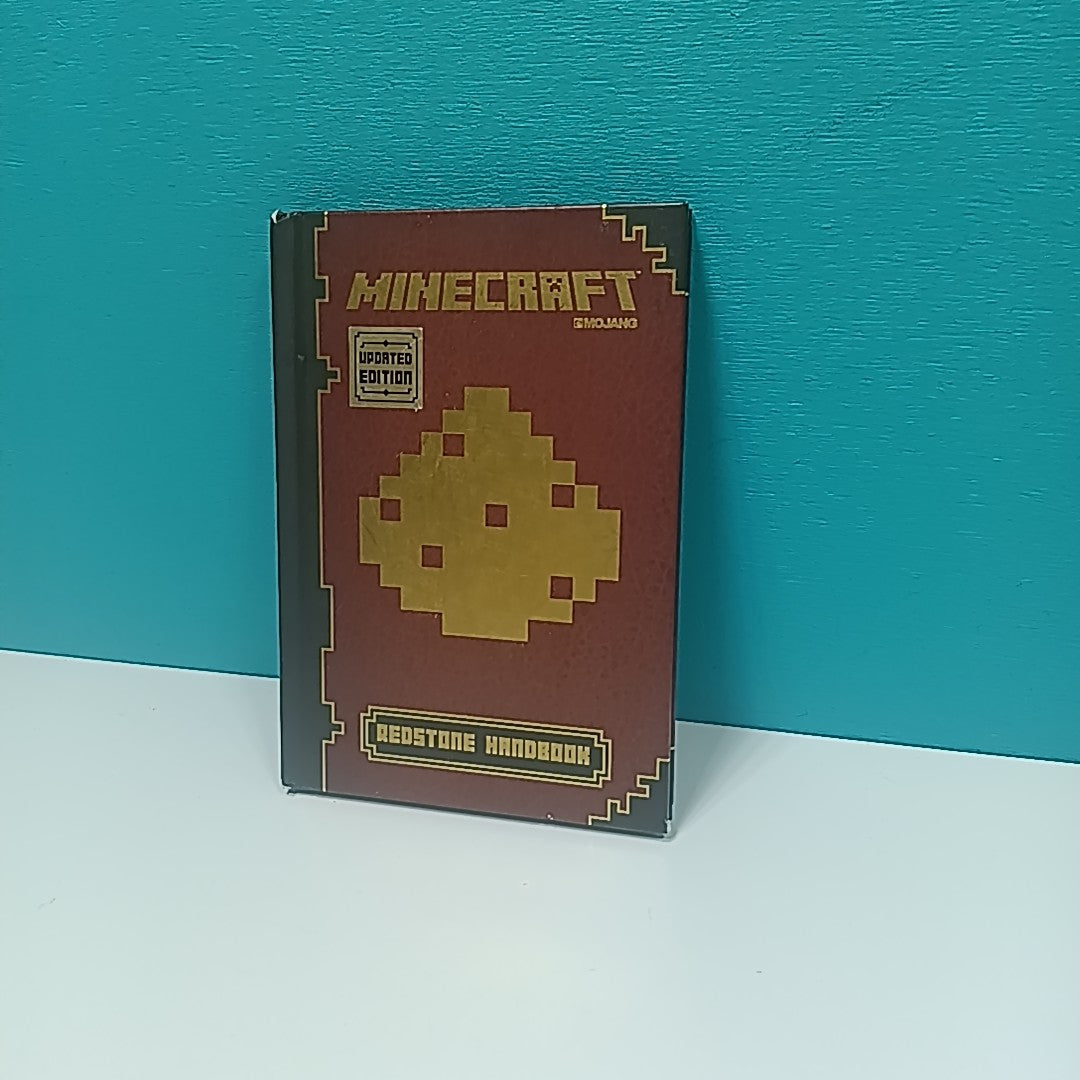 MINECRAFT
MOJANG
UPDATED
EDITION
REDSTONE HANDBOOK